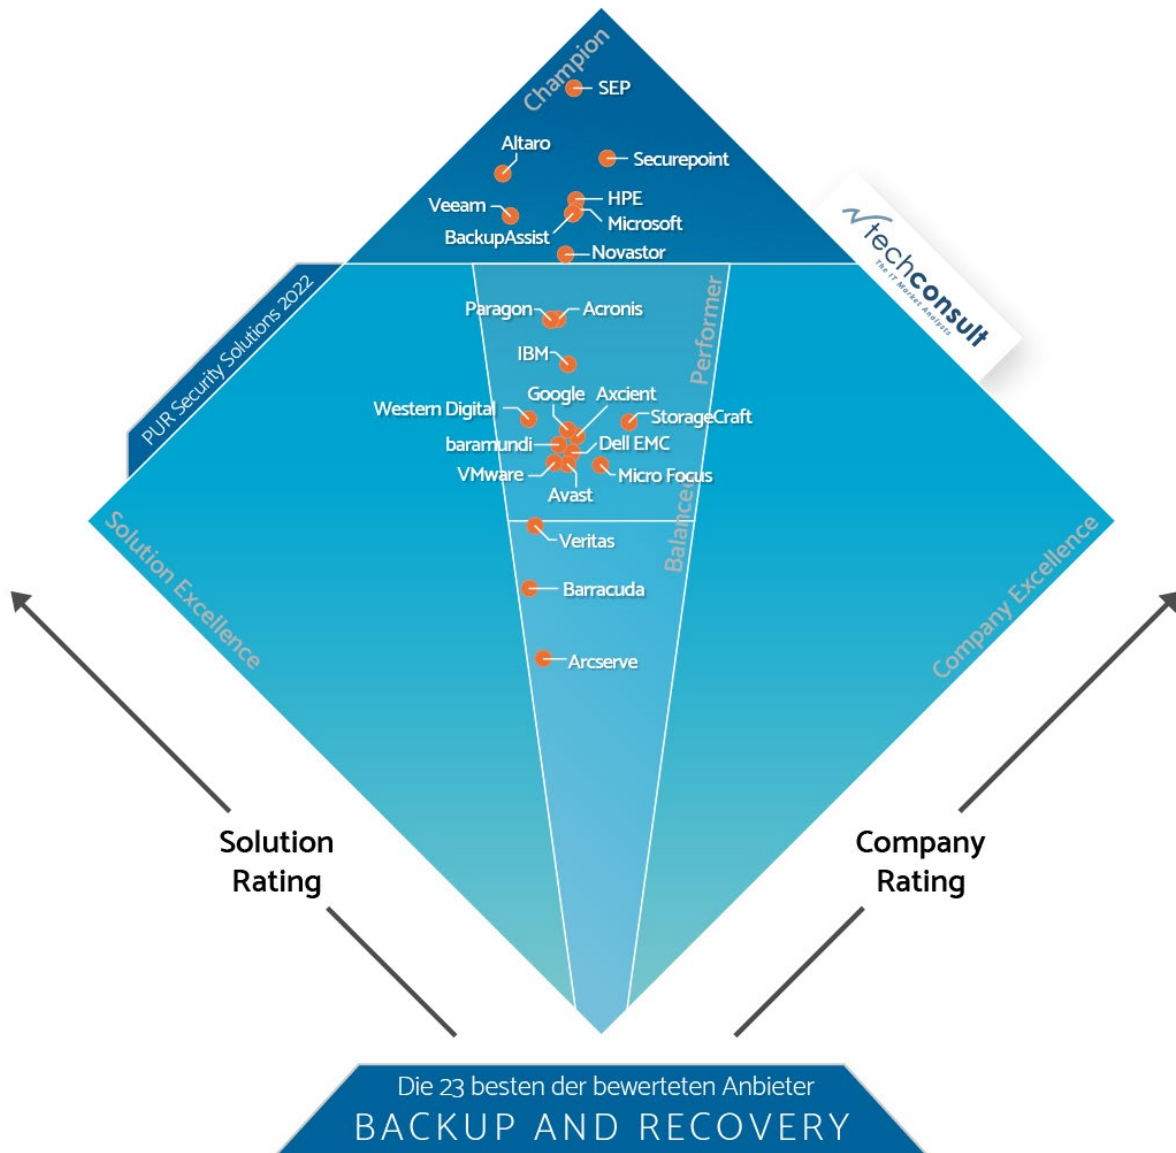 Champion
SEP
Altaro
Securepoint
HPE
Veeam
Microsoft
BackupAssist
Novastor
PUR Security Solutions 2022
techconsult
The IT Market Analysts
Performer
Paragon
Acronis
IBM
Google
Axcient
Western Digital
StorageCraft
baramundi
Dell EMC
VMware
Micro Focus
Avast
Balanced
Veritas
Solution Excellence
Company Excellence
Barracuda
Arcserve
Solution
Rating
Company
Rating
Die 23 besten der bewerteten Anbieter
BACKUP AND RECOVERY